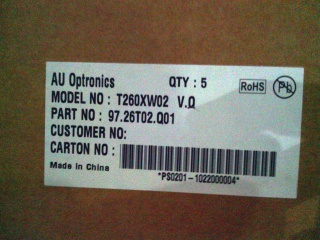 AU Optronics QTY : 5 RoHS Pb
MODEL NO : T260XW02 V.Q
PART NO : 97.26T02.Q01
CUSTOMER NO:
CARTON NO :
*PS0201-1022000004*
Made in China